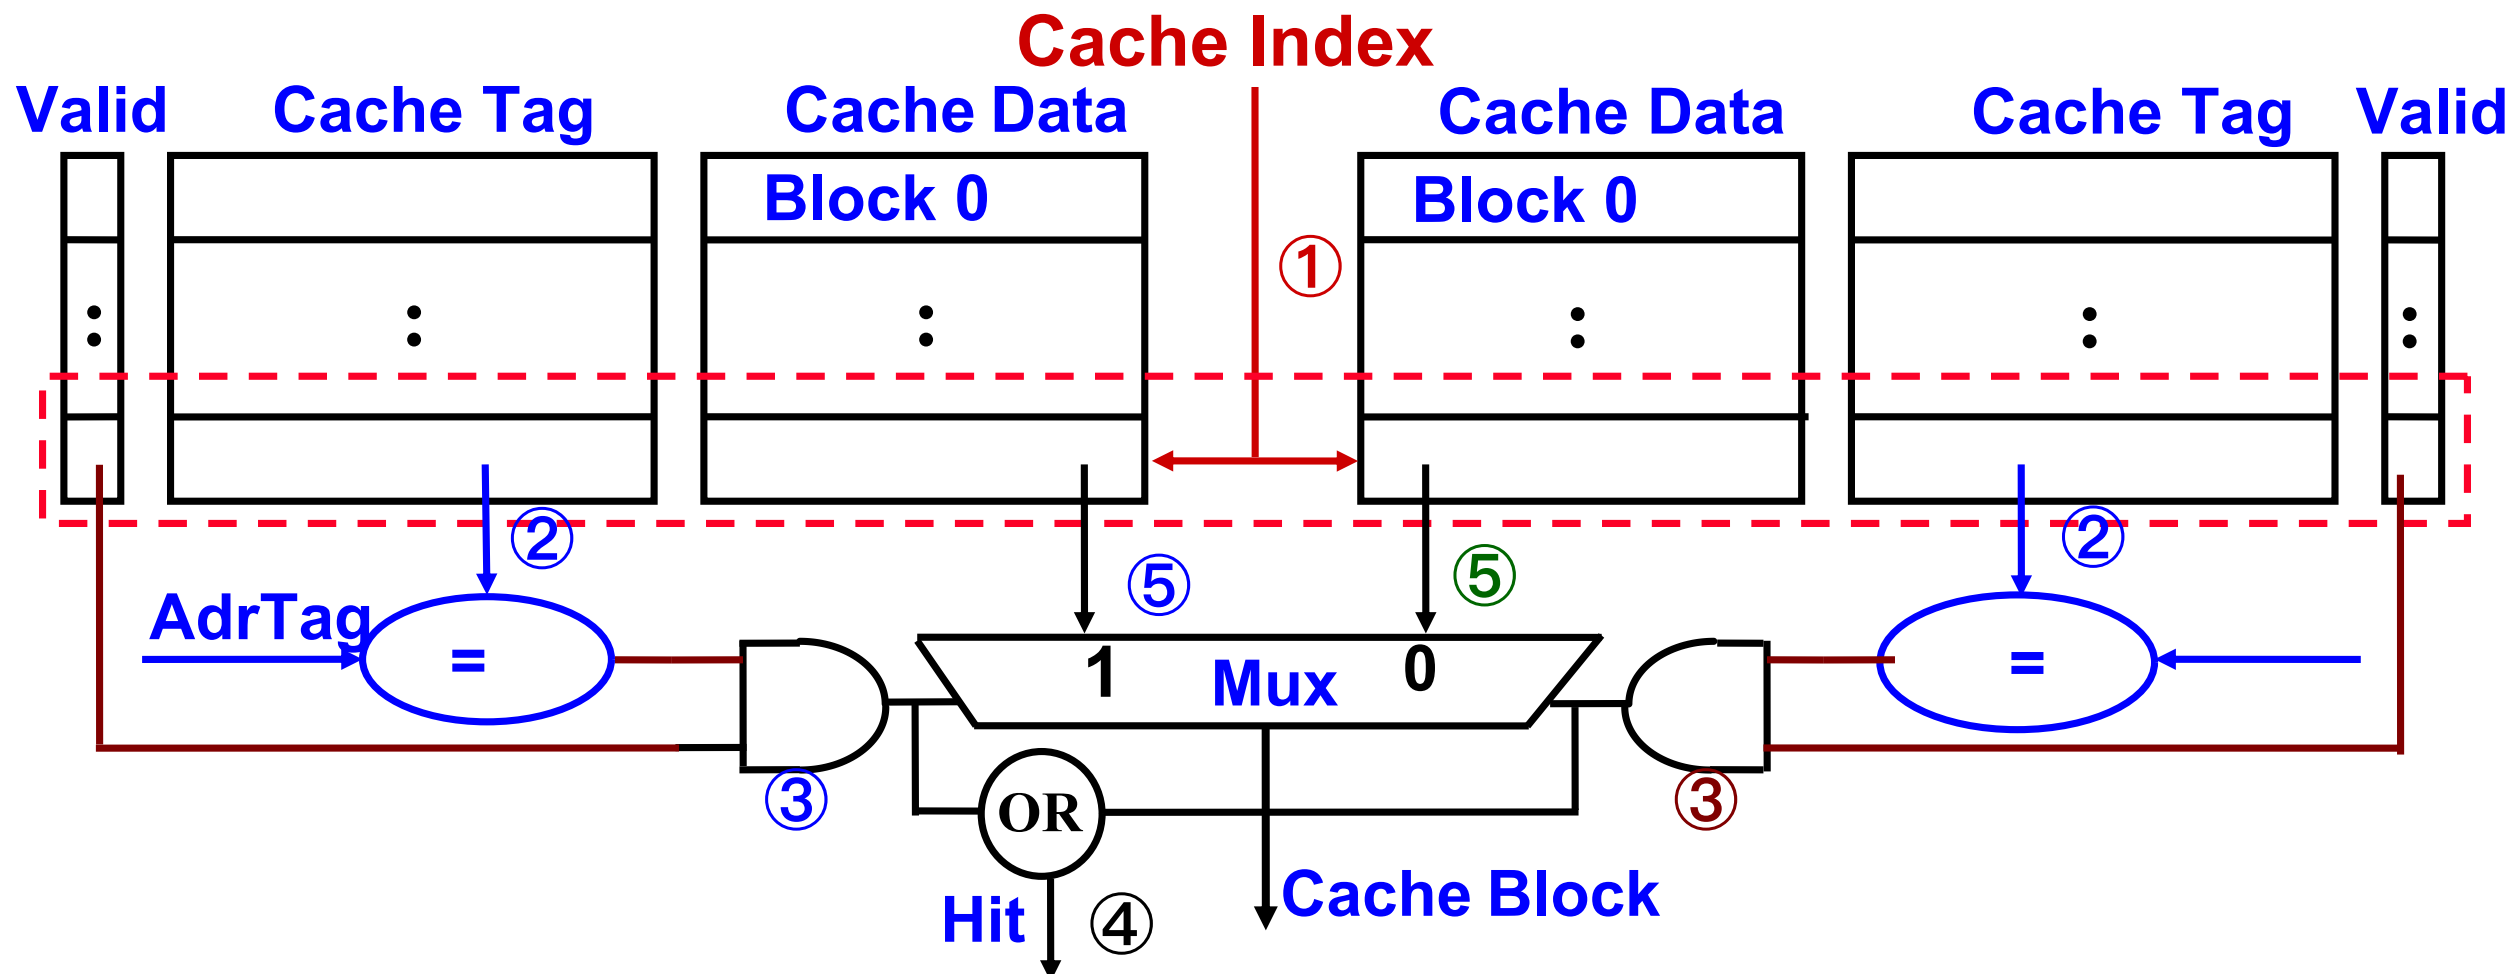 Cache Index
Valid Cache Tag Cache Data Cache Data Cache Tag Valid
Block 0 Block 0
①
: : : : : :
② ②
⑤ ⑤
AdrTag
= 1 Mux 0 =
③ OR ③
Hit ④ Cache Block